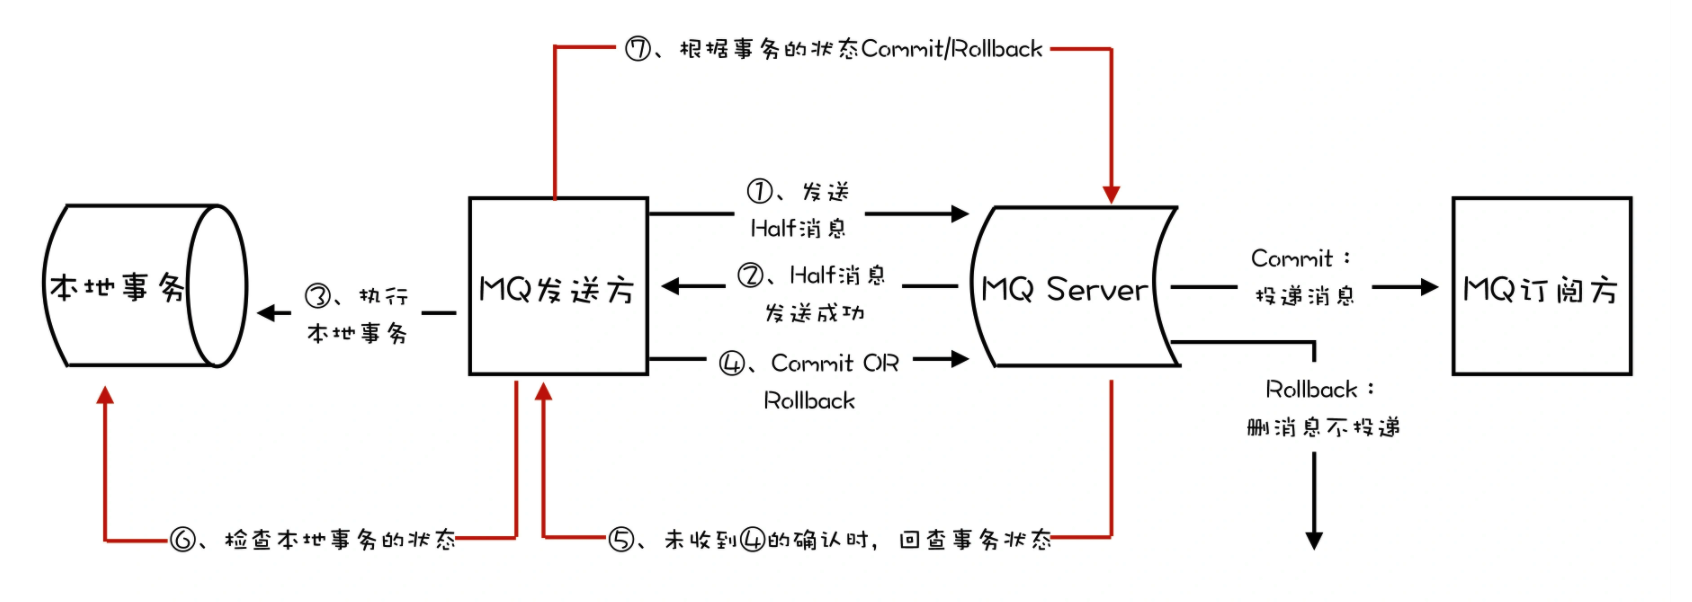 ⑦、根据事务的状态Commit/Rollback
①、发送
Half消息
本地事务
③、执行
本地事务
MQ发送方
②、Half消息
发送成功
MQ Server
Commit：
投递消息
MQ订阅方
④、Commit OR
Rollback
Rollback：
删消息不投递
⑥、检查本地事务的状态
⑤、未收到④的确认时，回查事务状态